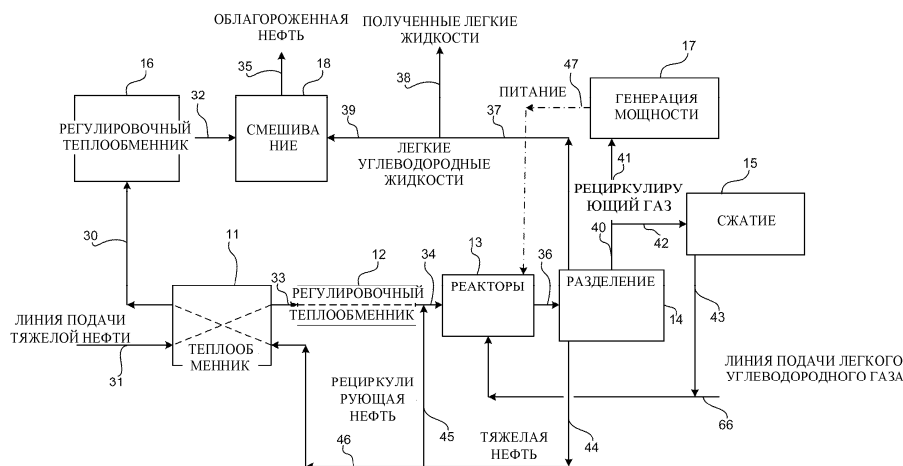 ОБЛАГОРОЖЕННАЯ
НЕФТЬ
ПОЛУЧЕННЫЕ ЛЕГКИЕ
ЖИДКОСТИ
16
35
18
38
47
17
ПИТАНИЕ
ГЕНЕРАЦИЯ
МОЩНОСТИ
32
39
37
РЕГУЛИРОВОЧНЫЙ
ТЕПЛООБМЕННИК
СМЕШИВА
НИЕ
ЛЕГКИЕ
УГЛЕВОДОРОДНЫЕ
ЖИДКОСТИ
41
РЕЦИРКУЛИРУ
ЮЩИЙ ГАЗ
15
СЖАТИЕ
40
42
30
11
12
34
13
36
33
РЕГУЛИРОВОЧНЫЙ
ТЕПЛООБМЕННИК
РЕАКТОРЫ
РАЗДЕЛЕНИЕ
14
43
ЛИНИЯ ПОДАЧИ
ТЯЖЕЛОЙ НЕФТИ
31
ТЕПЛООБ
МЕННИК
ЛИНИЯ ПОДАЧИ ЛЕГКОГО
УГЛЕВОДОРОДНОГО ГАЗА
66
РЕЦИРКУЛИ
РУЮЩАЯ
НЕФТЬ
45
46
ТЯЖЕЛАЯ
НЕФТЬ
44